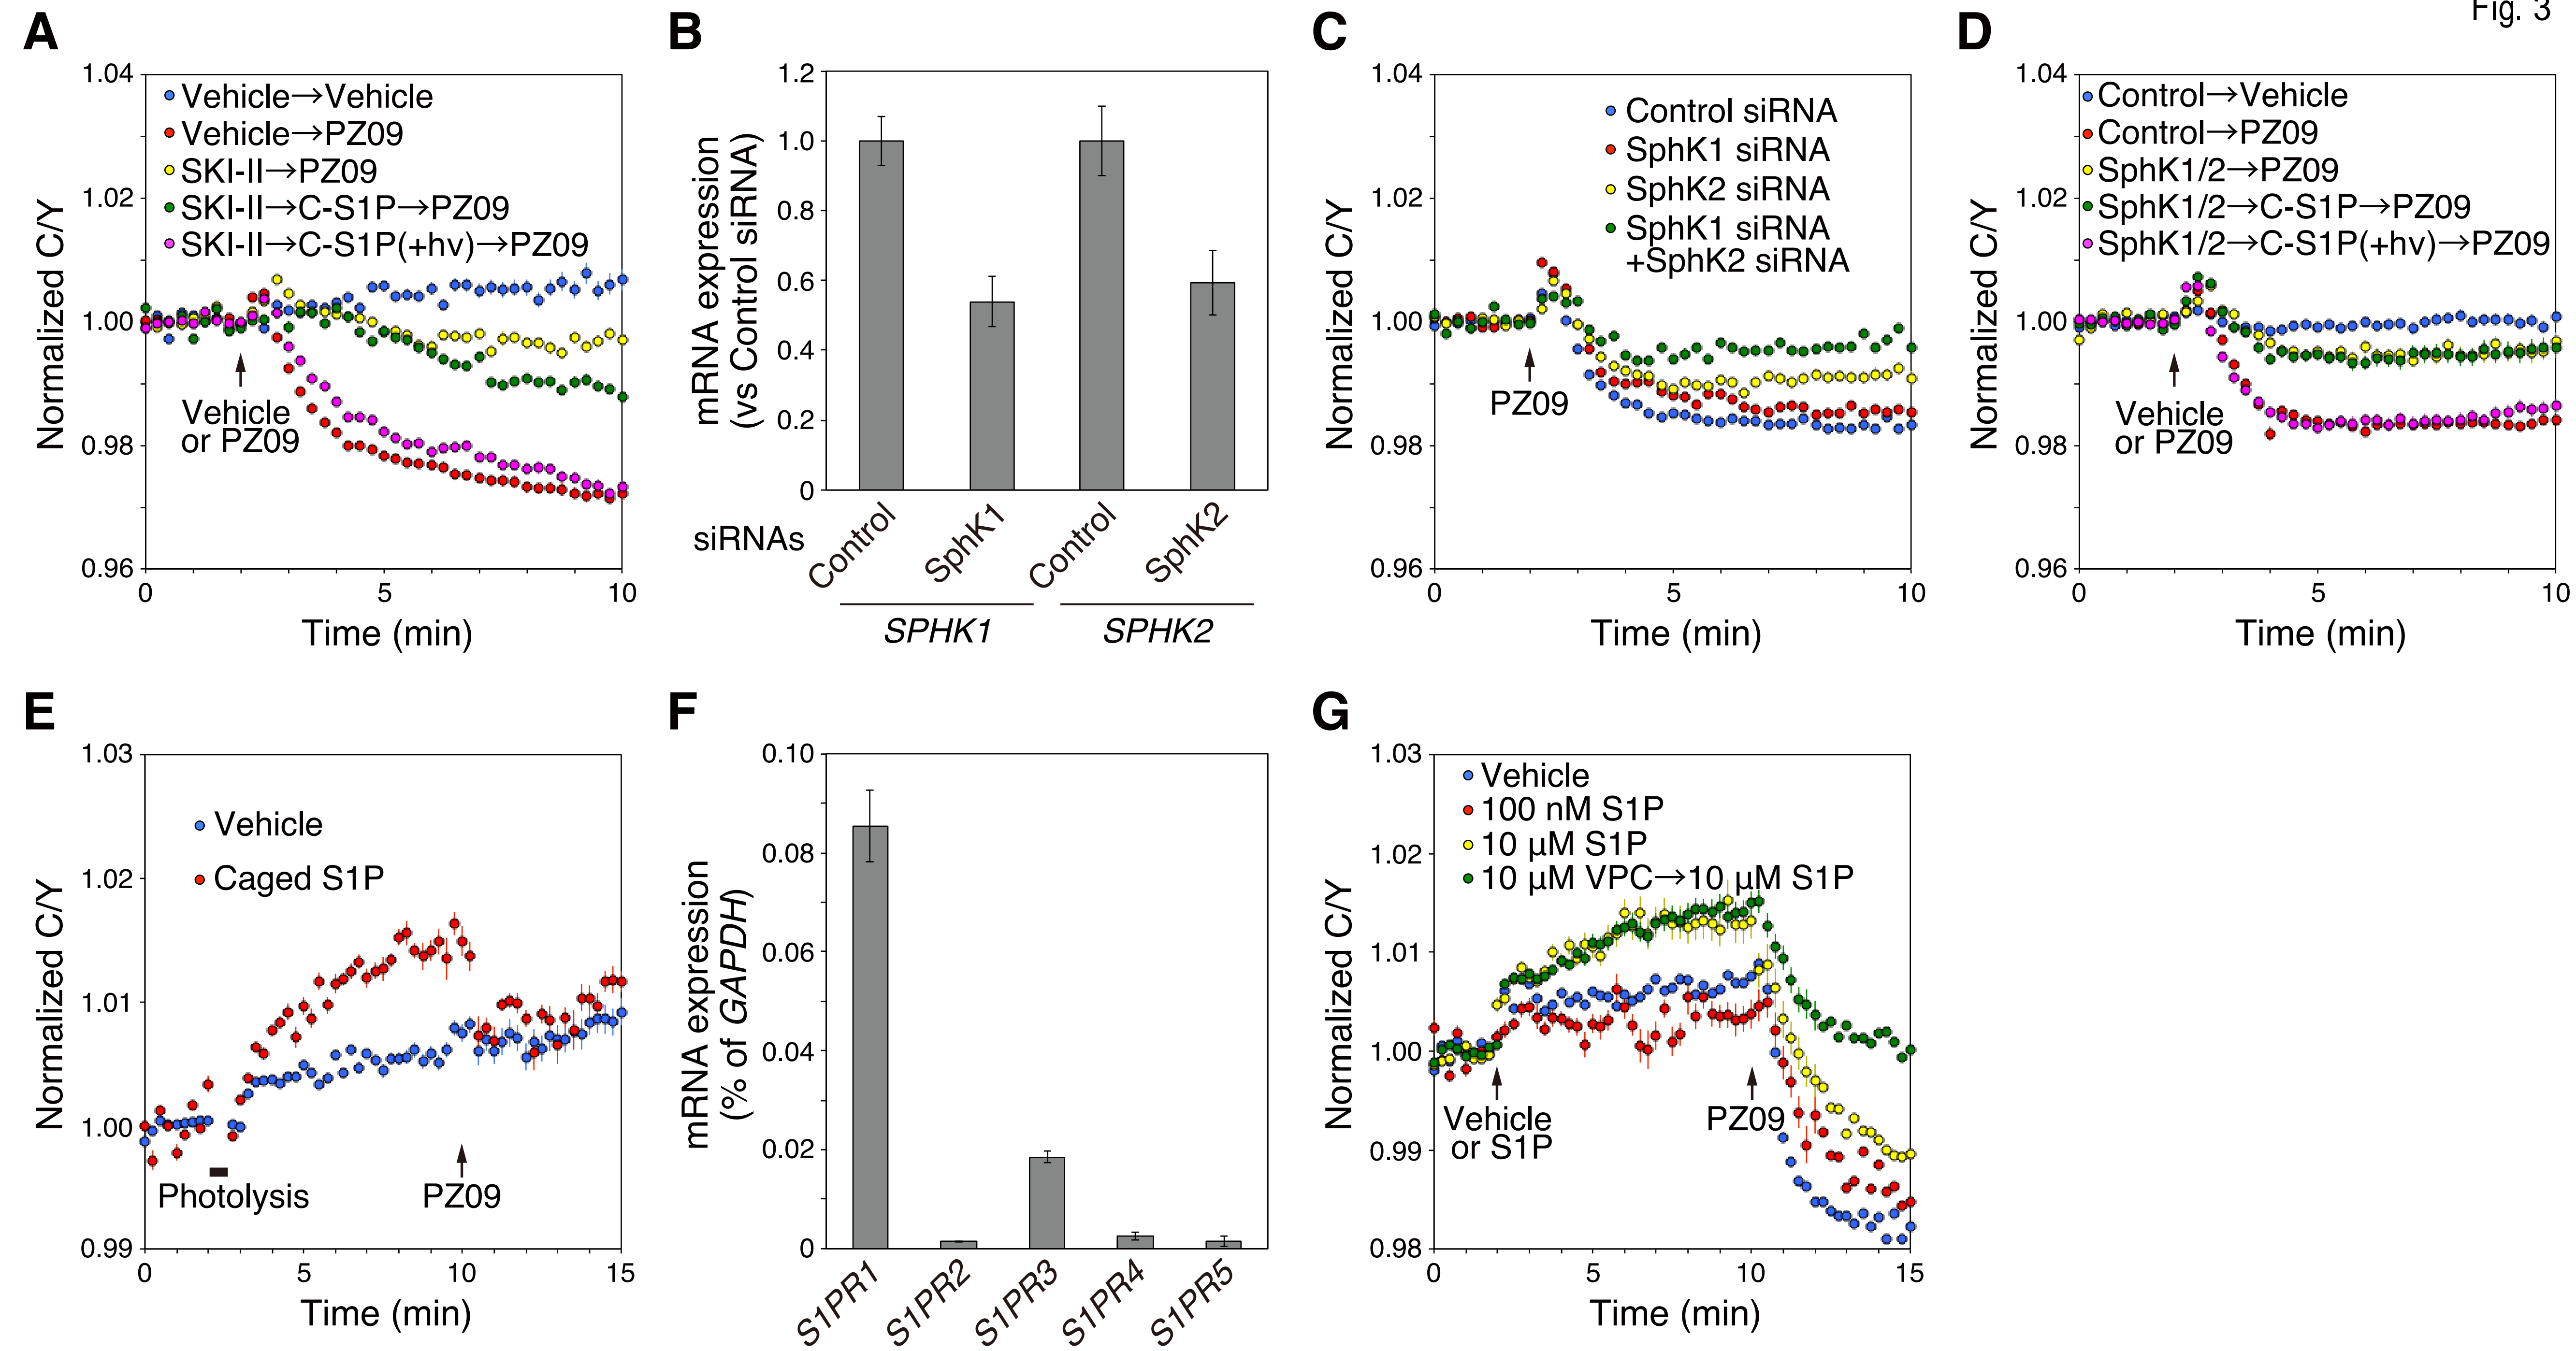 Fig. 3
A
1.04
1.02
1.00
0.98
0.96
Normalized C/Y
Vehicle→Vehicle
Vehicle→PZ09
SKI-II→PZ09
SKI-II→C-S1P→PZ09
SKI-II→C-S1P(+hν)→PZ09
Vehicle
or PZ09
0
5
10
Time (min)
B
1.2
1.0
0.8
0.6
0.4
0.2
0
mRNA expression
(vs Control siRNA)
siRNAs
Control
SphK1
Control
SphK2
SPHK1
SPHK2
C
1.04
1.02
1.00
0.98
0.96
Normalized C/Y
Control siRNA
SphK1 siRNA
SphK2 siRNA
SphK1 siRNA
+SphK2 siRNA
PZ09
0
5
10
Time (min)
D
1.04
1.02
1.00
0.98
0.96
Normalized C/Y
Control→Vehicle
Control→PZ09
SphK1/2→PZ09
SphK1/2→C-S1P→PZ09
SphK1/2→C-S1P(+hν)→PZ09
Vehicle
or PZ09
0
5
10
Time (min)
E
1.03
1.02
1.01
1.00
0.99
Normalized C/Y
Vehicle
Caged S1P
Photolysis
PZ09
0
5
10
15
Time (min)
F
0.10
0.08
0.06
0.04
0.02
0
mRNA expression
(% of GAPDH)
S1PR1
S1PR2
S1PR3
S1PR4
S1PR5
G
1.03
1.02
1.01
1.00
0.99
0.98
Normalized C/Y
Vehicle
100 nM S1P
10 µM S1P
10 µM VPC→10 µM S1P
Vehicle
or S1P
PZ09
0
5
10
15
Time (min)